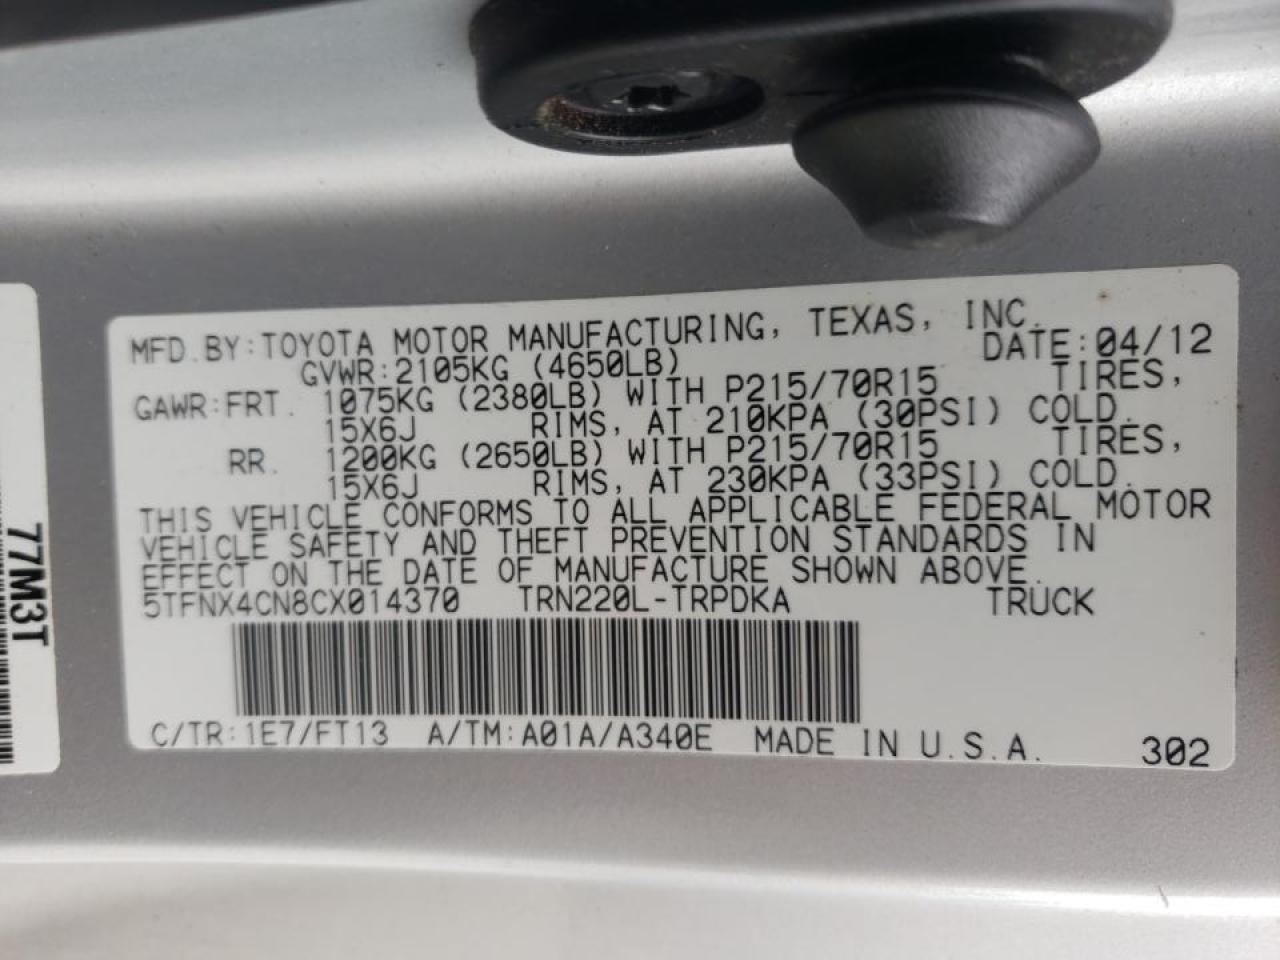 MFD.BY:TOYOTA MOTOR MANUFACTURING, TEXAS, INC.
GVWR:2105KG (4650LB) DATE:04/12
GAWR:FRT. 1075KG (2380LB) WITH P215/70R15 TIRES,
15X6J RIMS, AT 210KPA (30PSI) COLD.
RR. 1200KG (2650LB) WITH P215/70R15 TIRES,
15X6J RIMS, AT 230KPA (33PSI) COLD.
THIS VEHICLE CONFORMS TO ALL APPLICABLE FEDERAL MOTOR
VEHICLE SAFETY AND THEFT PREVENTION STANDARDS IN
EFFECT ON THE DATE OF MANUFACTURE SHOWN ABOVE.
5TFNX4CN8CX014370 TRN220L-TRPDKA TRUCK
C/TR:1E7/FT13 A/TM:A01A/A340E MADE IN U.S.A. 302
77M3T